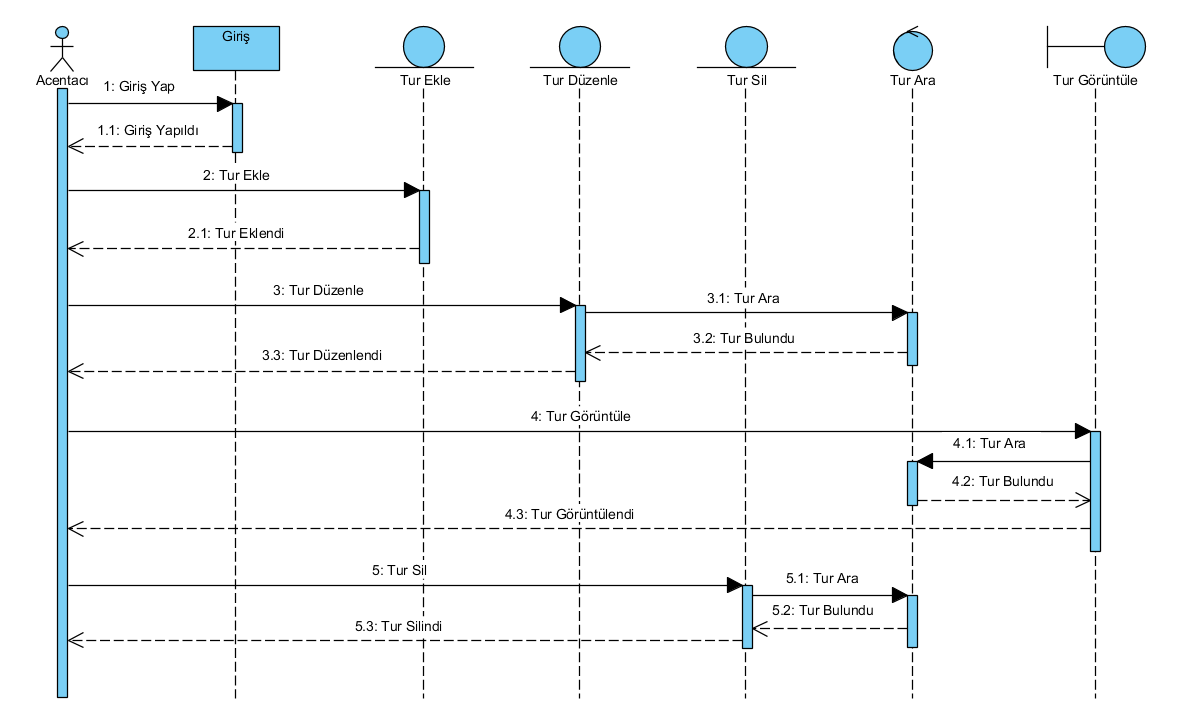 Giriş
Acentacı
Tur Ekle
Tur Düzenle
Tur Sil
Tur Ara
Tur Görüntüle
1: Giriş Yap
1.1: Giriş Yapıldı
2: Tur Ekle
2.1: Tur Eklendi
3: Tur Düzenle
3.1: Tur Ara
3.2: Tur Bulundu
3.3: Tur Düzenlendi
4: Tur Görüntüle
4.1: Tur Ara
4.2: Tur Bulundu
4.3: Tur Görüntülendi
5: Tur Sil
5.1: Tur Ara
5.2: Tur Bulundu
5.3: Tur Silindi